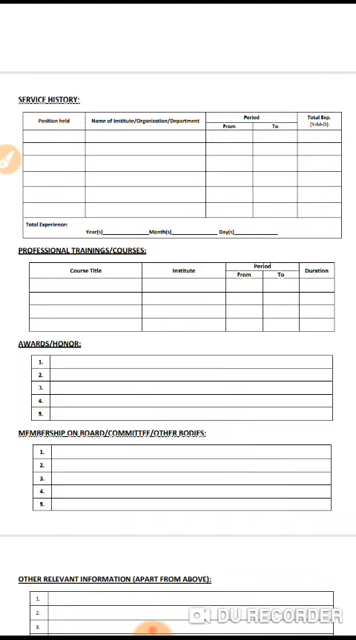 SERVICE HISTORY:
Position held Name of Institute/Organization/Department Period Total Exp.
From To (Y-M-D)
Total Experience:
Year(s)____________Month(s)____________Day(s)____________
PROFESSIONAL TRAININGS/COURSES:
Course Title Institute Period Duration
From To
AWARDS/HONOR:
1.
2.
3.
4.
5.
MEMBERSHIP ON BOARD/COMMITTEE/OTHER BODIES:
1.
2.
3.
4.
5.
OTHER RELEVANT INFORMATION (APART FROM ABOVE):
1.
2.
3.
DU RECORDER